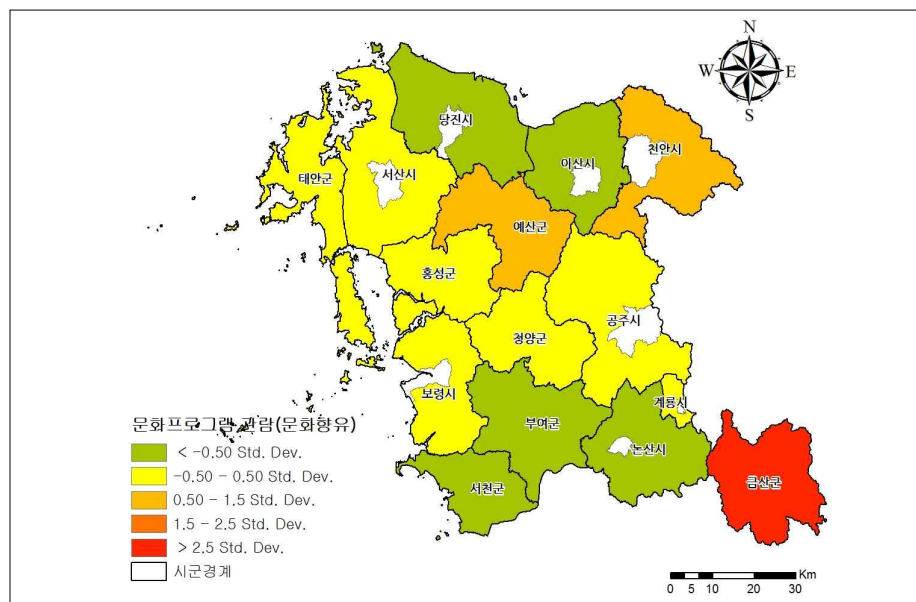 N
W E
S
당진시
아산시
천안시
태안군
서산시
예산군
홍성군
공주시
청양군
보령시
계룡시
부여군
논산시
서천군
금산군
문화프로그램 관람(문화향유)
< -0.50 Std. Dev.
-0.50 - 0.50 Std. Dev.
0.50 - 1.5 Std. Dev.
1.5 - 2.5 Std. Dev.
> 2.5 Std. Dev.
시군경계
Km
0 5 10 20 30